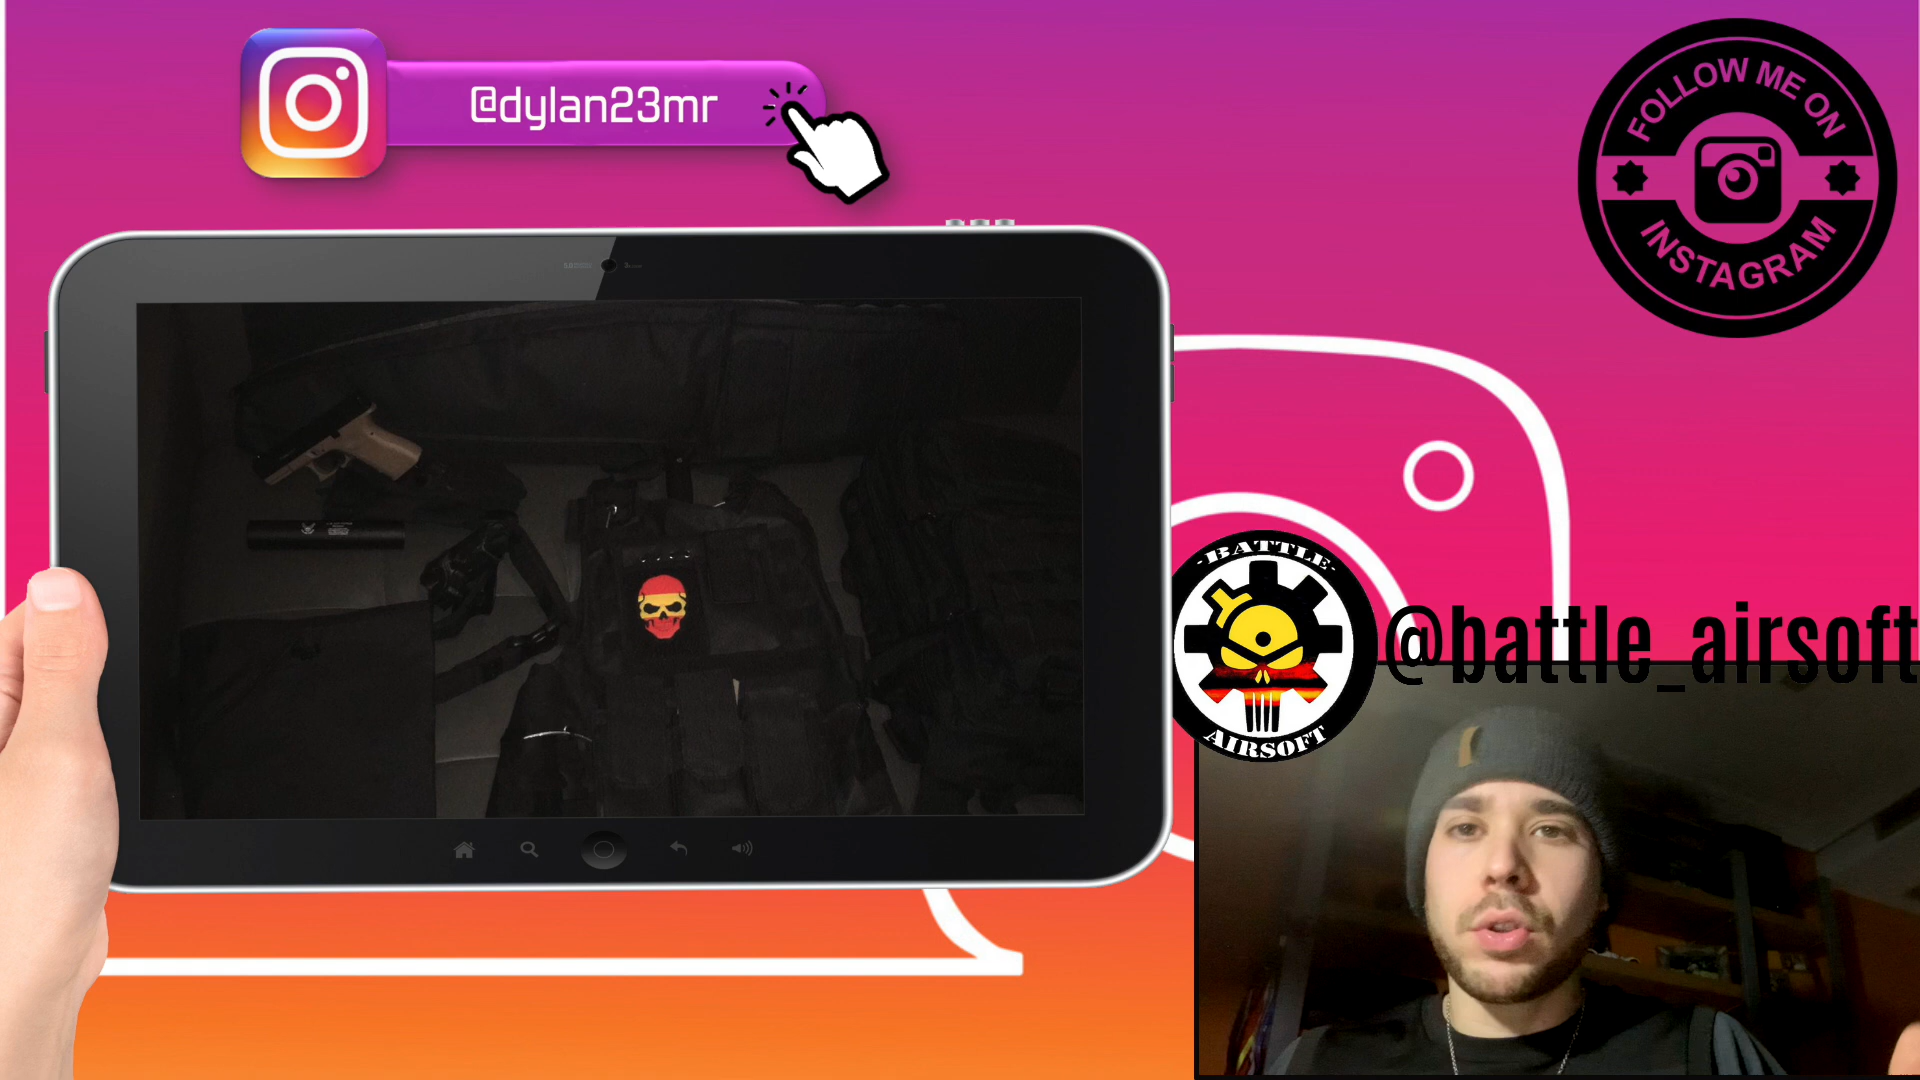 @dylan23mr
FOLLOW ME ON
INSTAGRAM
-BATTLE-
AIRSOFT
@battle_airsoft